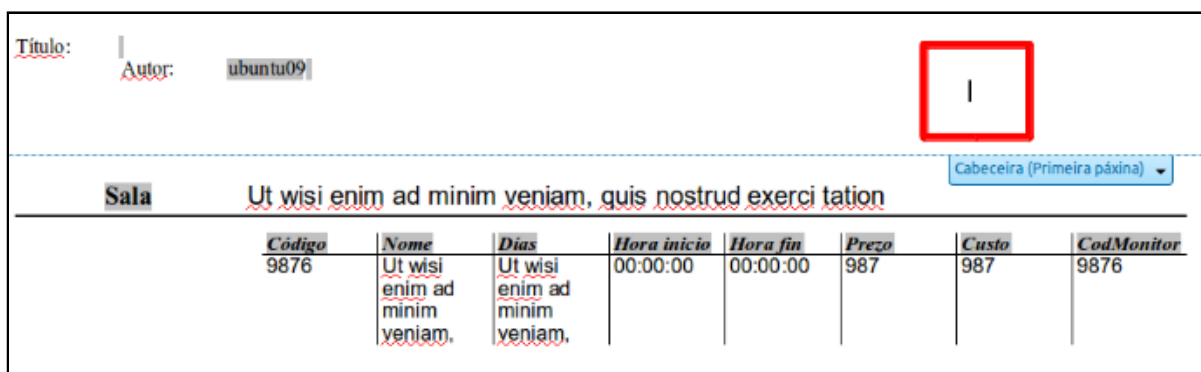 Título:
Autor: ubuntu09
Cabeceira (Primeira páxina)
Sala Ut wisi enim ad minim veniam, quis nostrud exerci tation
Código Nome Días Hora inicio Hora fin Prezo Custo CodMonitor
9876 Ut wisi Ut wisi 00:00:00 00:00:00 987 987 9876
enim ad enim ad
minim minim
veniam, veniam,